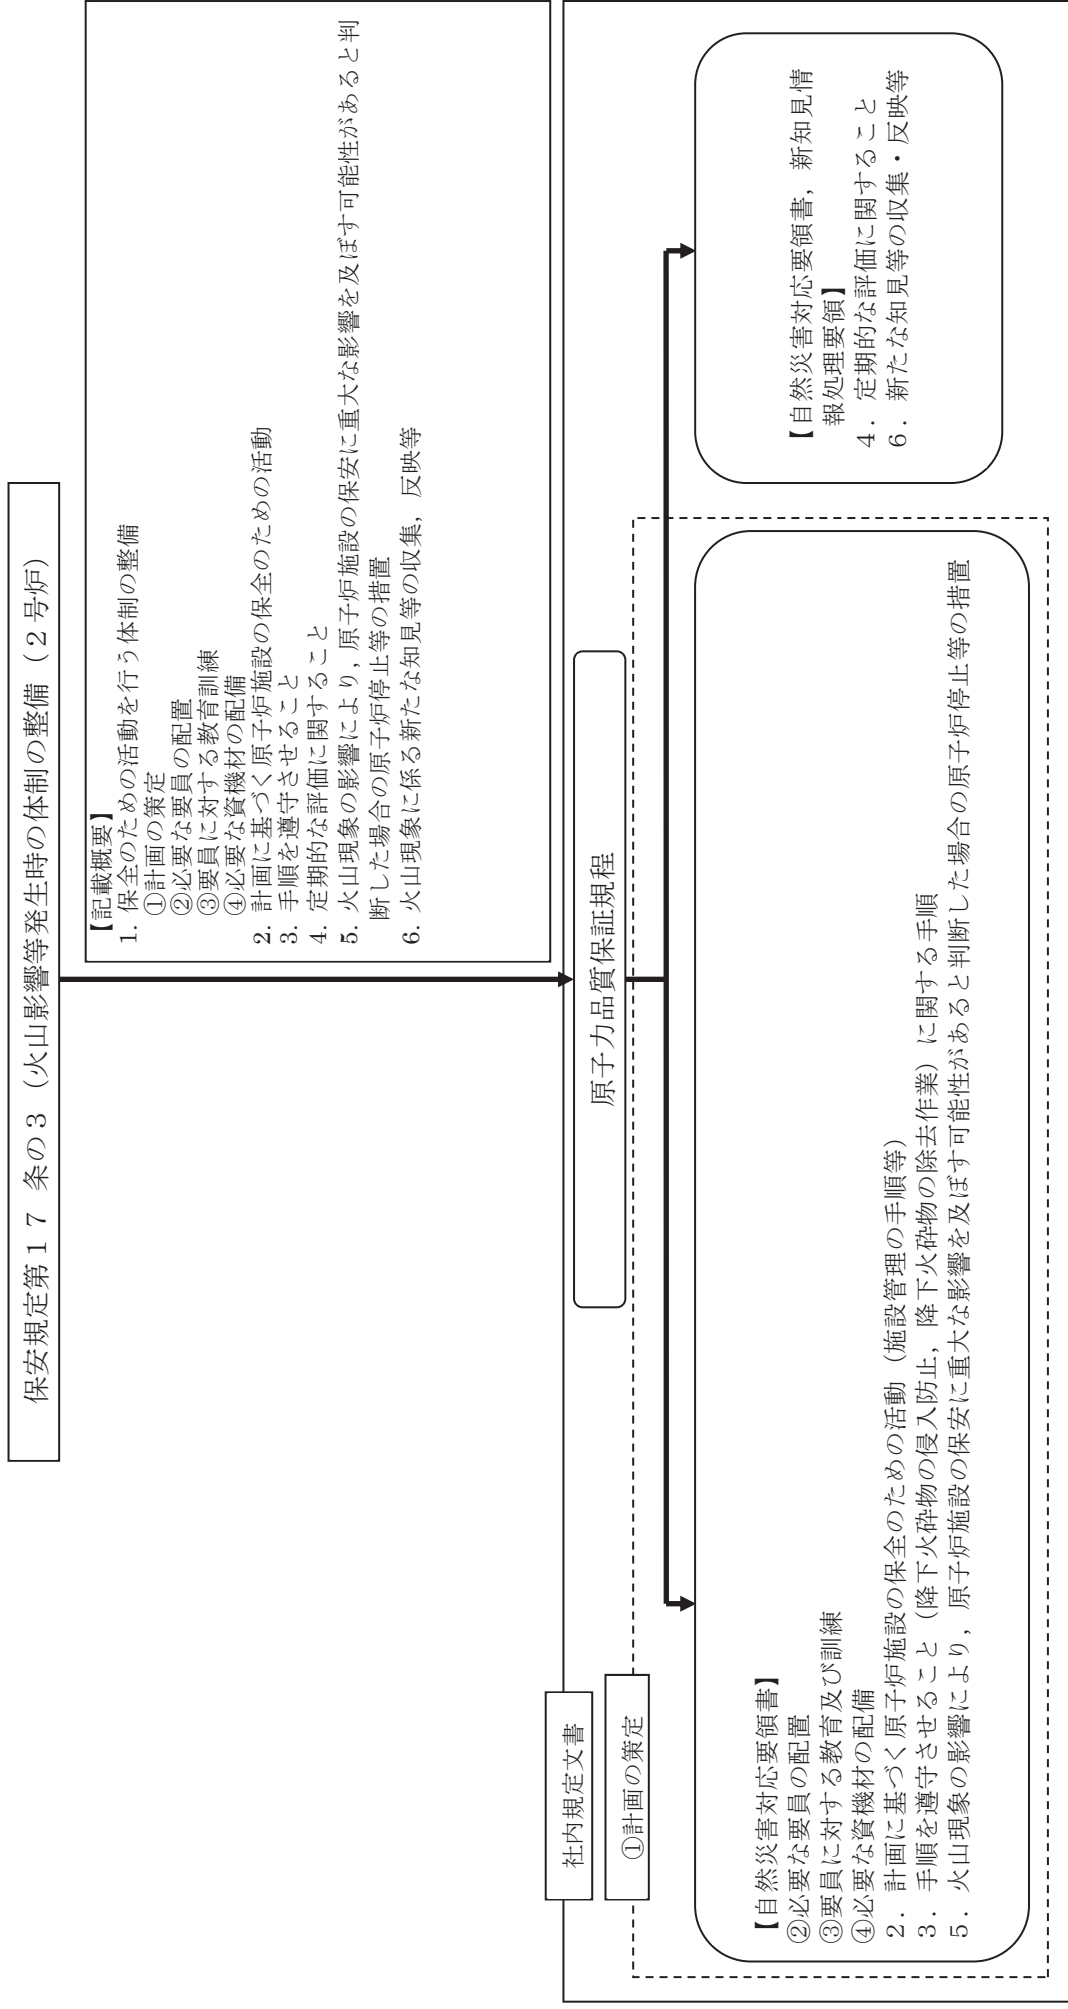 保安規定第１７ 条の３（火山影響等発生時の体制の整備（２号炉）
【記載概要】
1. 保全のための活動を行う体制の整備
①計画の策定
②必要な要員の配置
③要員に対する教育訓練
④必要な資機材の配備
2. 計画に基づく原子炉施設の保全のための活動
3. 手順を遵守させること
4. 定期的な評価に関すること
5. 火山現象の影響により，原子炉施設の保安に重大な影響を及ぼす可能性があると判
断した場合の原子炉停止等の措置
6. 火山現象に係る新たな知見等の収集，反映等
社内規定文書
原子力品質保証規程
①計画の策定
【自然災害対応要領書】
②必要な要員の配置
③要員に対する教育及び訓練
④必要な資機材の配備
２．計画に基づく原子炉施設の保全のための活動（施設管理の手順等）
３．手順を遵守させること（降下火砕物の侵入防止，降下火砕物の除去作業）に関する手順
５．火山現象の影響により，原子炉施設の保安に重大な影響を及ぼす可能性があると判断した場合の原子炉停止等の措置
【自然災害対応要領書，新知見情
報処理要領】
４．定期的な評価に関すること
６．新たな知見等の収集・反映等